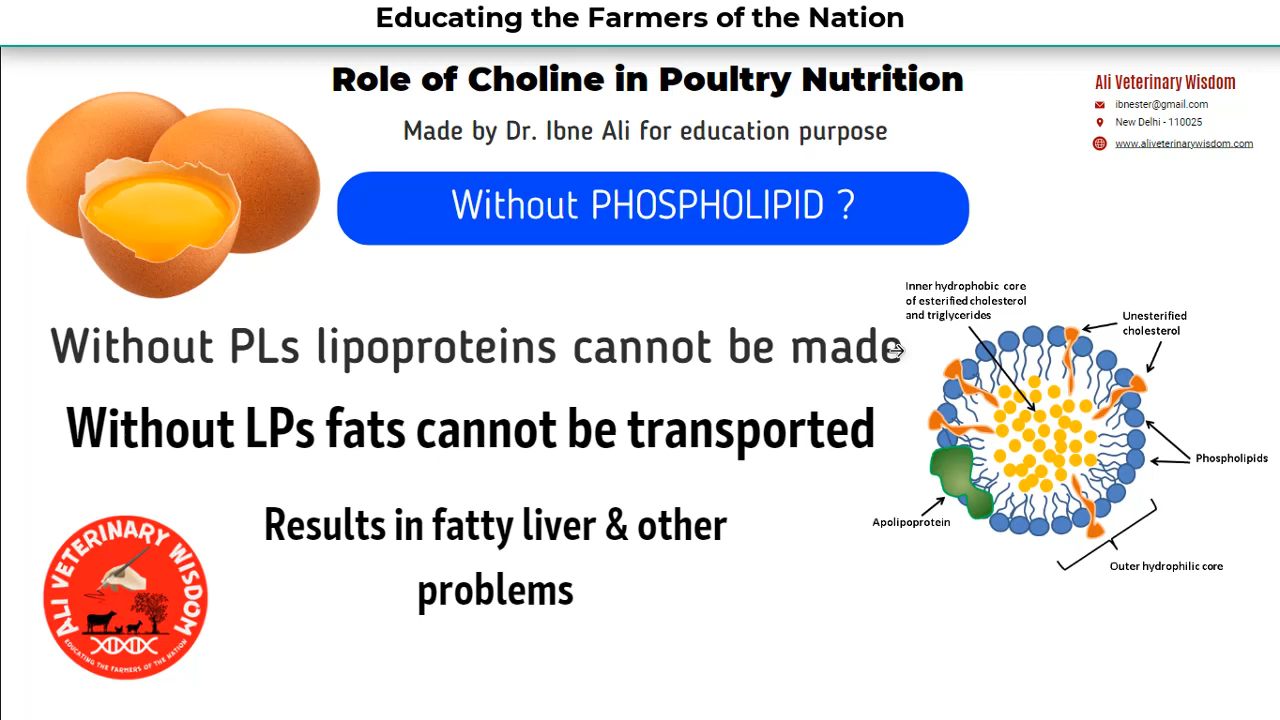 Educating the Farmers of the Nation
Role of Choline in Poultry Nutrition
Made by Dr. Ibne Ali for education purpose
Ali Veterinary Wisdom
ibnester@gmail.com
New Delhi - 110025
www.aliveterinarywisdom.com
Without PHOSPHOLIPID ?
Without PLs lipoproteins cannot be made
Without LPs fats cannot be transported
Results in fatty liver & other
problems
Inner hydrophobic core
of esterified cholesterol
and triglycerides
Unesterified
cholesterol
Phospholipids
Apolipoprotein
Outer hydrophilic core
ALI VETERINARY WISDOM
EDUCATING THE FARMERS OF THE NATION